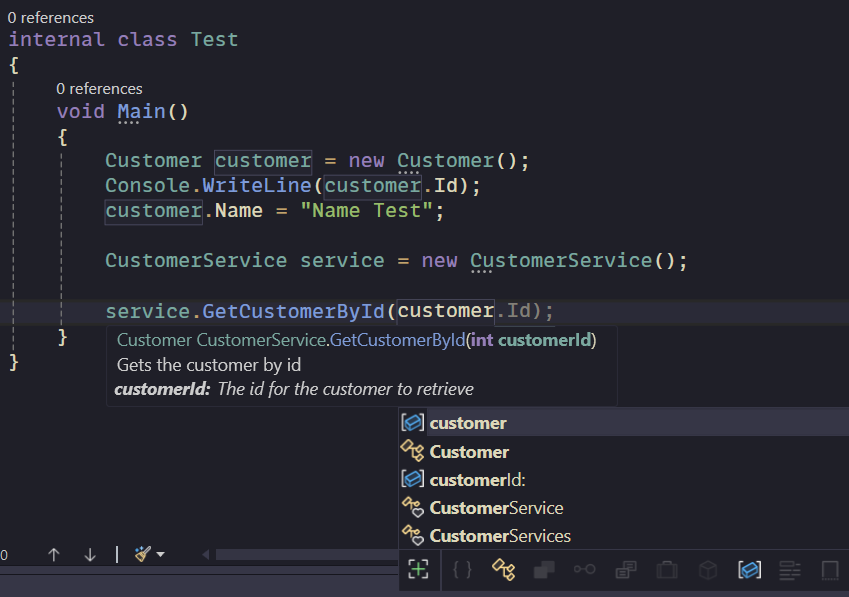 0 references
internal class Test
{
0 references
void Main()
{
Customer customer = new Customer();
Console.WriteLine(customer.Id);
customer.Name = "Name Test";
CustomerService service = new CustomerService();
service.GetCustomerById(customer.Id);
}
Customer CustomerService.GetCustomerById(int customerId)
}
Gets the customer by id
customerId: The id for the customer to retrieve
customer
Customer
customerId:
CustomerService
CustomerServices
0